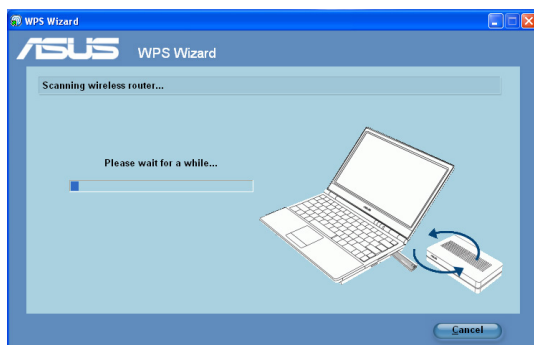 WPS Wizard
ASUS WPS Wizard
Scanning wireless router...
Please wait for a while...
Cancel